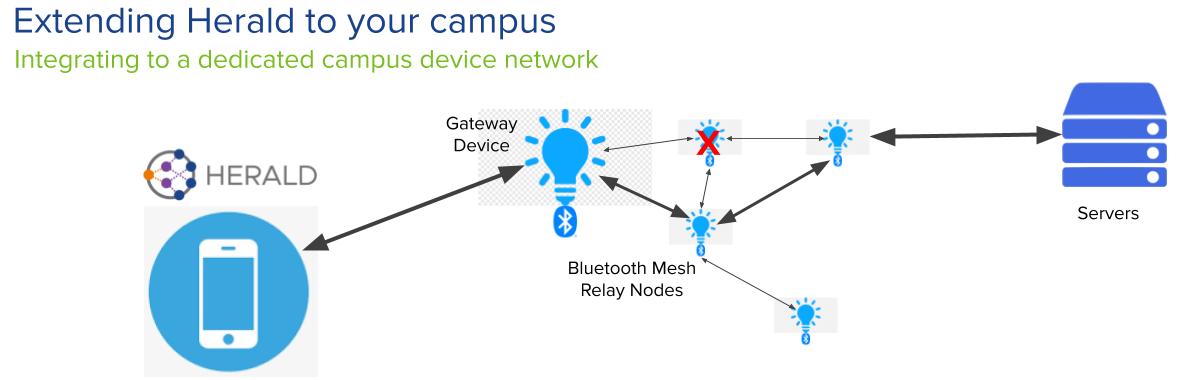 Extending Herald to your campus
Integrating to a dedicated campus device network
Gateway
Device
X
HERALD
Servers
Bluetooth Mesh
Relay Nodes